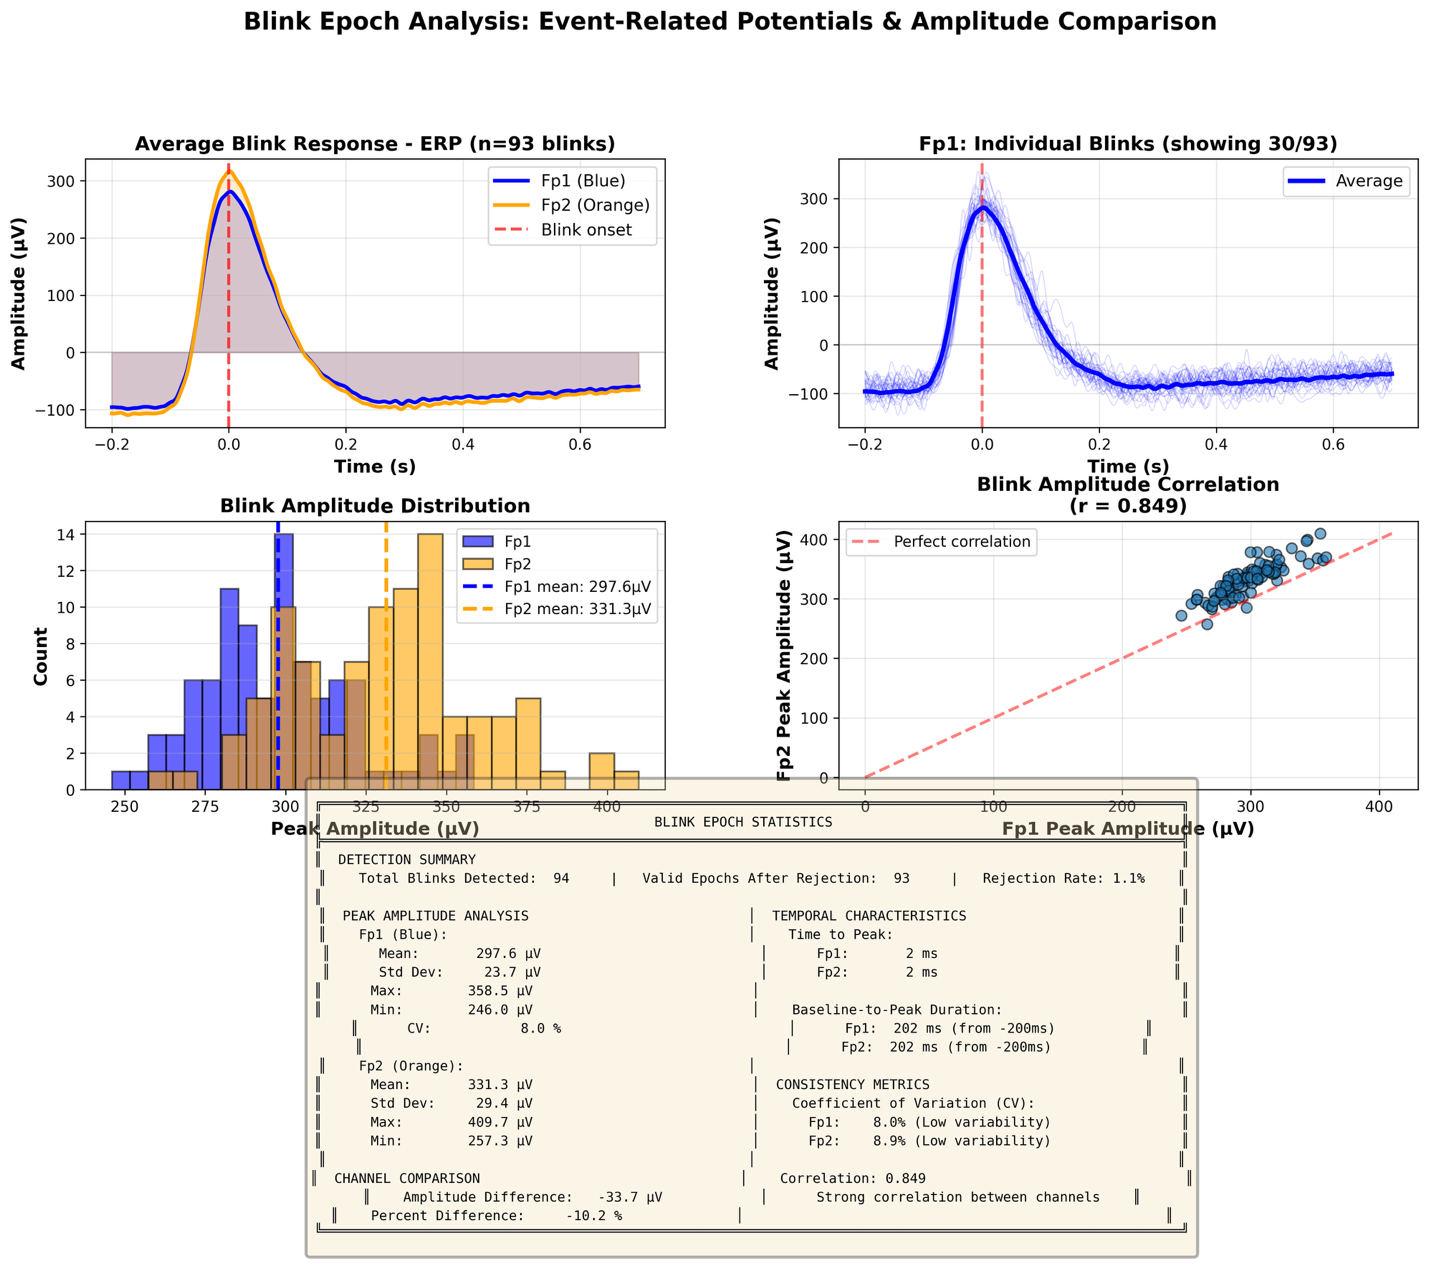 Blink Epoch Analysis: Event-Related Potentials & Amplitude Comparison
Average Blink Response - ERP (n=93 blinks)
Amplitude (µV)
300
200
100
0
−100
Fp1 (Blue)
Fp2 (Orange)
Blink onset
−0.2
0.0
0.2
0.4
0.6
Time (s)
Fp1: Individual Blinks (showing 30/93)
Amplitude (µV)
300
200
100
0
−100
Average
−0.2
0.0
0.2
0.4
0.6
Time (s)
Blink Amplitude Distribution
Count
14
12
10
8
6
4
2
0
Fp1
Fp2
Fp1 mean: 297.6µV
Fp2 mean: 331.3µV
250
275
300
325
350
375
400
Peak Amplitude (µV)
Blink Amplitude Correlation
(r = 0.849)
Fp2 Peak Amplitude (µV)
400
300
200
100
0
Perfect correlation
0
100
200
300
400
Fp1 Peak Amplitude (µV)
BLINK EPOCH STATISTICS
DETECTION SUMMARY
Total Blinks Detected: 94 | Valid Epochs After Rejection: 93 | Rejection Rate: 1.1%
PEAK AMPLITUDE ANALYSIS
Fp1 (Blue):
Mean: 297.6 µV
Std Dev: 23.7 µV
Max: 358.5 µV
Min: 246.0 µV
CV: 8.0 %
Fp2 (Orange):
Mean: 331.3 µV
Std Dev: 29.4 µV
Max: 409.7 µV
Min: 257.3 µV
CHANNEL COMPARISON
Amplitude Difference: -33.7 µV
Percent Difference: -10.2 %
TEMPORAL CHARACTERISTICS
Time to Peak:
Fp1: 2 ms
Fp2: 2 ms
Baseline-to-Peak Duration:
Fp1: 202 ms (from -200ms)
Fp2: 202 ms (from -200ms)
CONSISTENCY METRICS
Coefficient of Variation (CV):
Fp1: 8.0% (Low variability)
Fp2: 8.9% (Low variability)
Correlation: 0.849
Strong correlation between channels